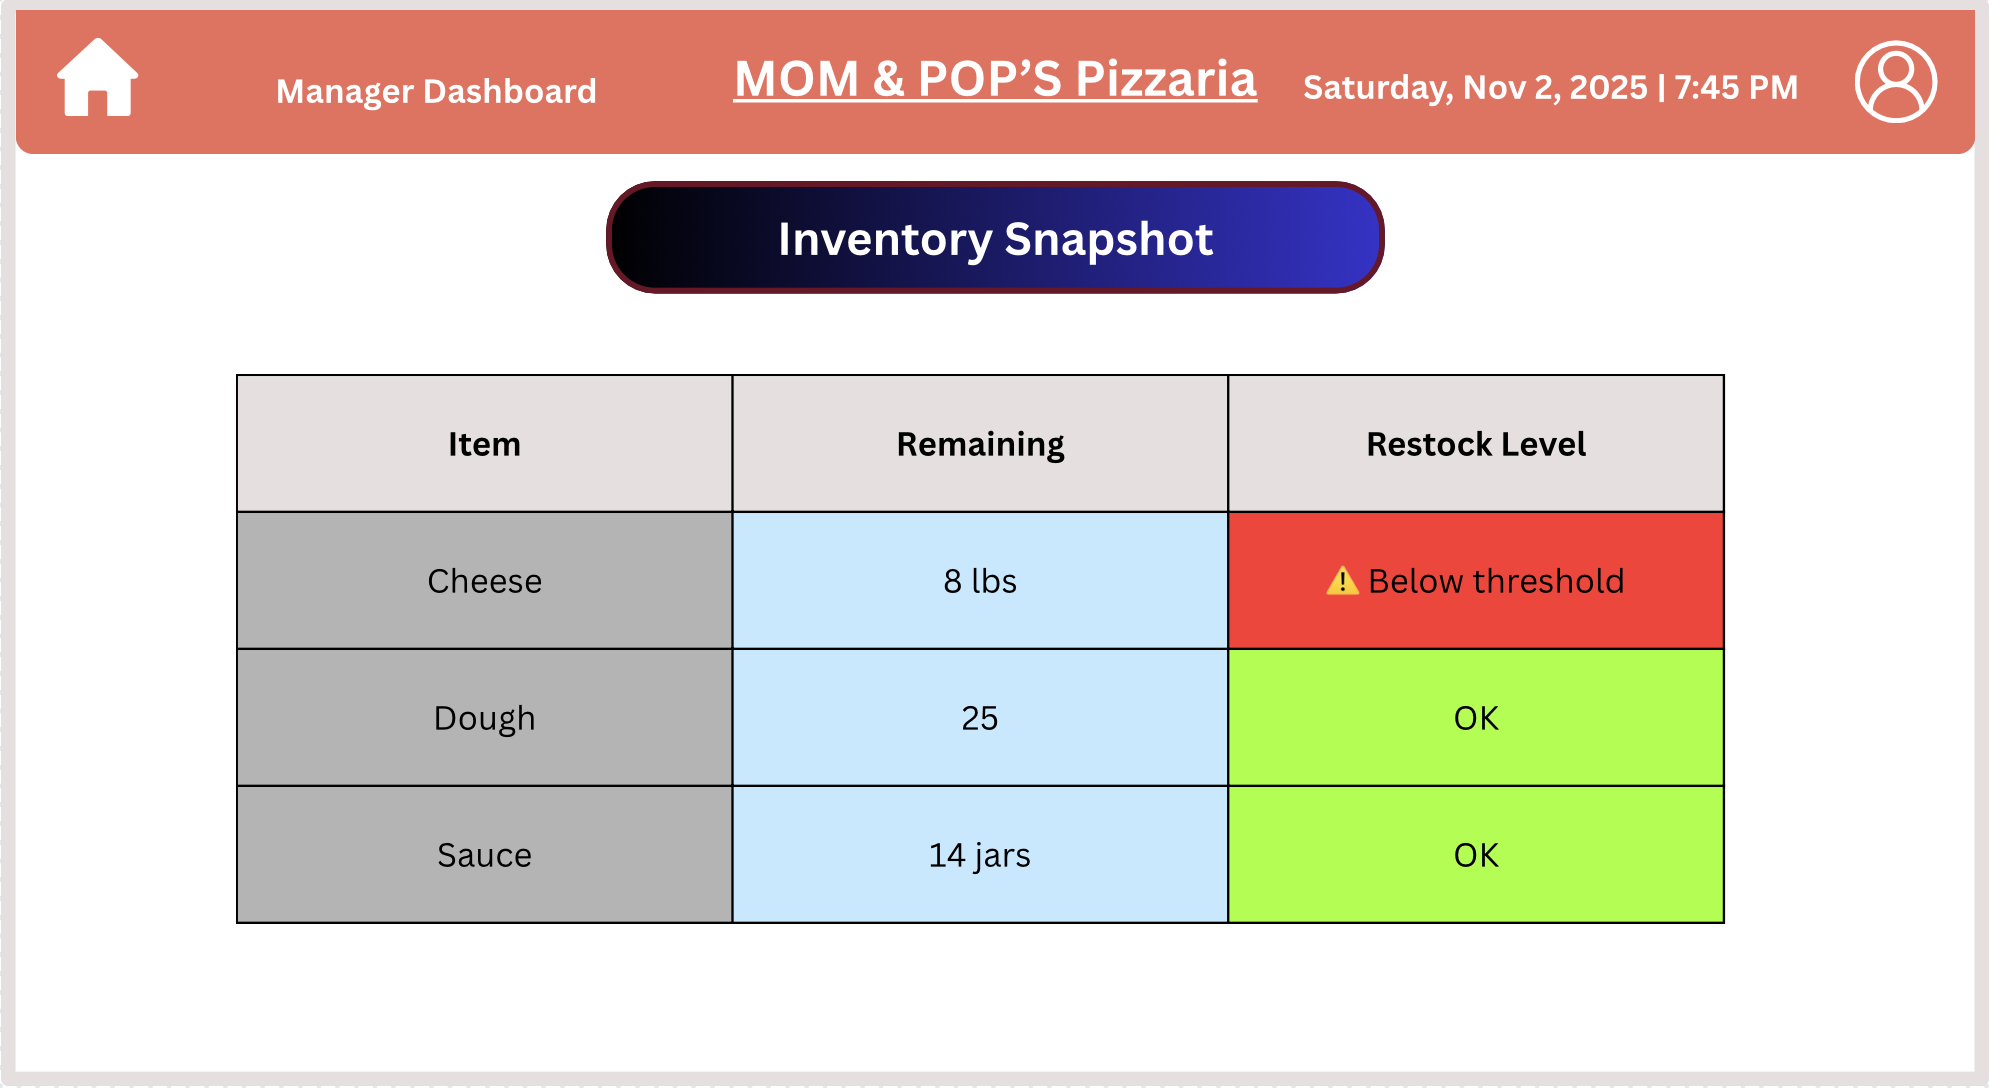 Manager Dashboard
MOM & POP’S Pizzaria
Saturday, Nov 2, 2025 | 7:45 PM
Inventory Snapshot
Item Remaining Restock Level
Cheese 8 lbs ⚠️ Below threshold
Dough 25 OK
Sauce 14 jars OK